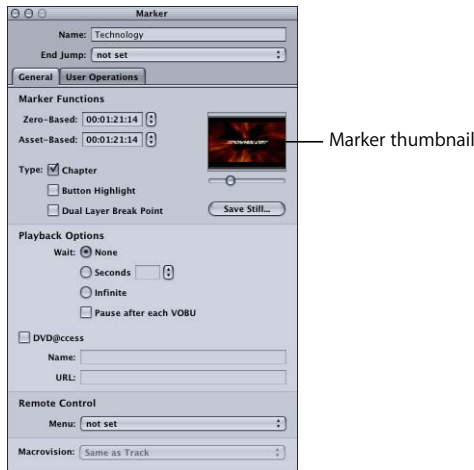 Marker
Name: Technology
End Jump: not set
General User Operations
Marker Functions
Zero-Based: 00:01:21:14
Asset-Based: 00:01:21:14
Marker thumbnail
Type: Chapter
Button Highlight
Dual Layer Break Point
Save Still...
Playback Options
Wait: None
Seconds
Infinite
Pause after each VOBU
DVD@ccess
Name:
URL:
Remote Control
Menu: not set
Macrovision: Same as Track